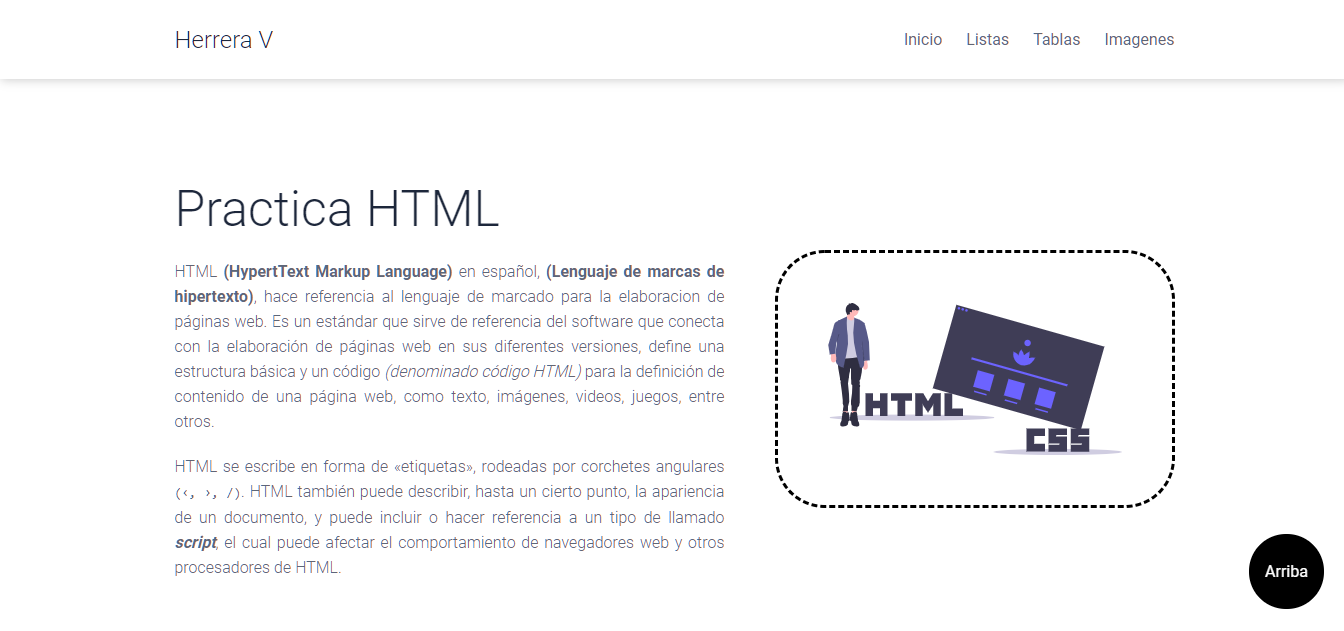 Herrera V
Inicio Listas Tablas Imagenes
Practica HTML
HTML (HypertText Markup Language) en español, (Lenguaje de marcas de
hipertexto), hace referencia al lenguaje de marcado para la elaboracion de
páginas web. Es un estándar que sirve de referencia del software que conecta
con la elaboración de páginas web en sus diferentes versiones, define una
estructura básica y un código (denominado código HTML) para la definición de
contenido de una página web, como texto, imágenes, videos, juegos, entre
otros.
HTML se escribe en forma de «etiquetas», rodeadas por corchetes angulares
(‹, ›, /). HTML también puede describir, hasta un cierto punto, la apariencia
de un documento, y puede incluir o hacer referencia a un tipo de llamado
script, el cual puede afectar el comportamiento de navegadores web y otros
procesadores de HTML.
HTML
CSS
Arriba